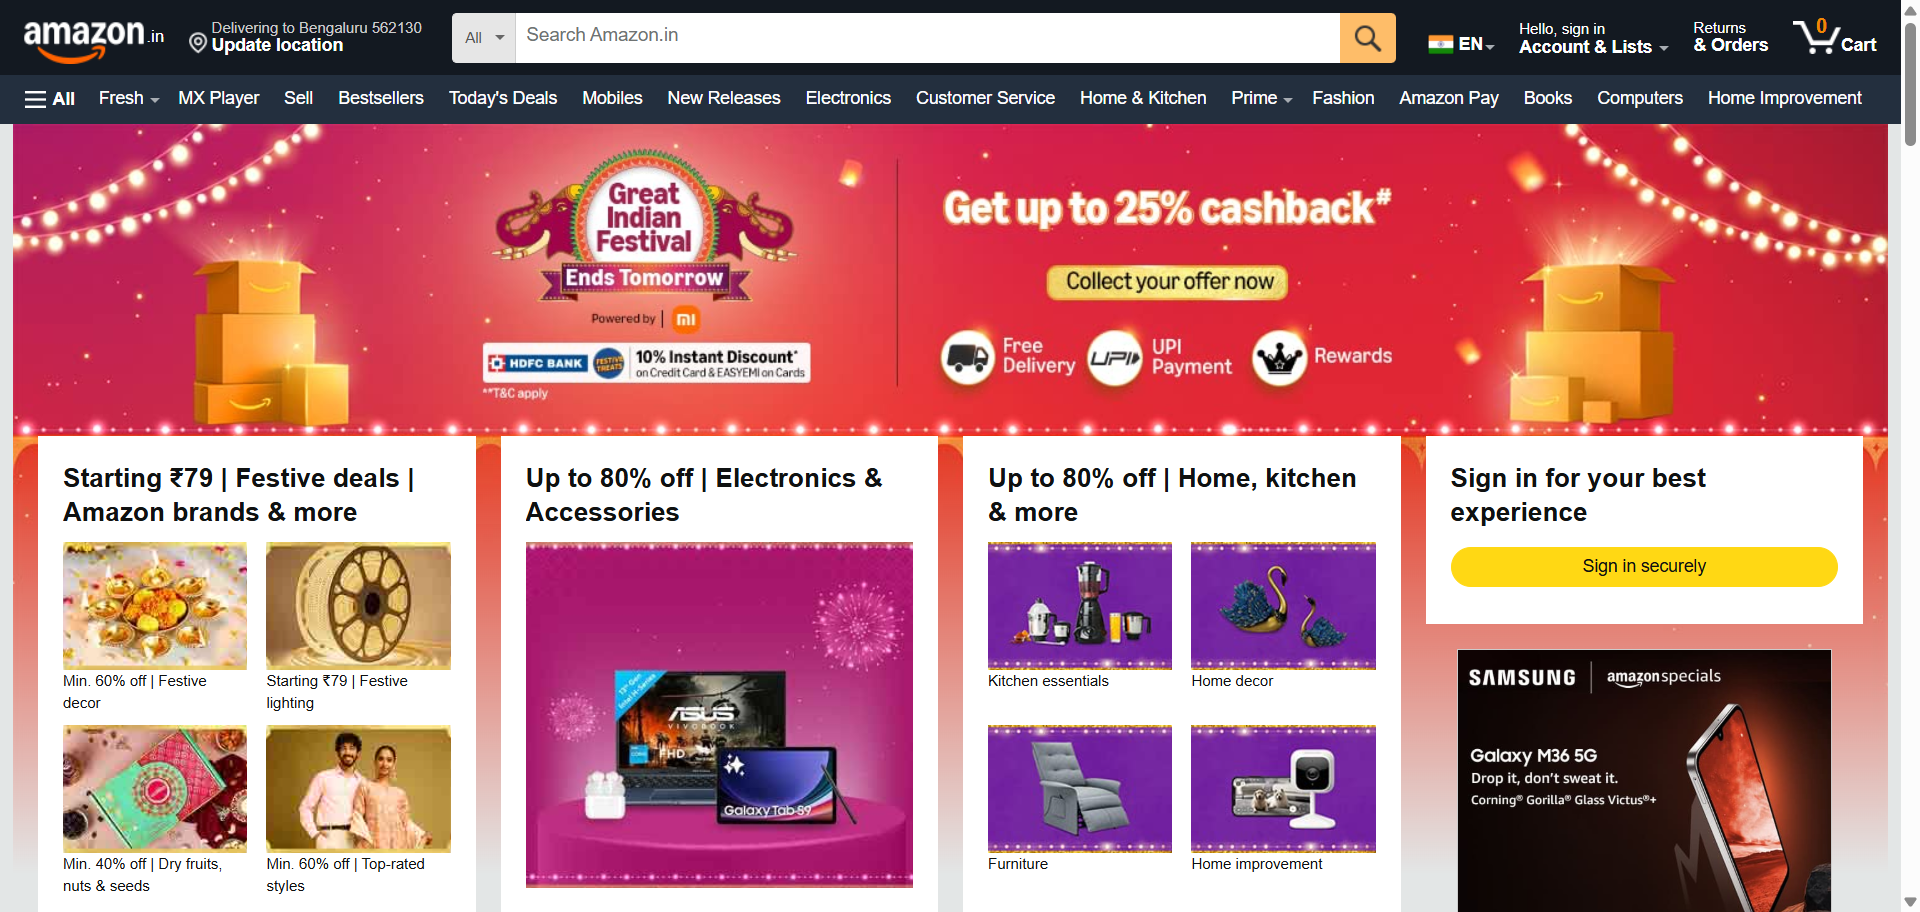 amazon.in
Delivering to Bengaluru 562130
Update location
All
Search Amazon.in
EN
Hello, sign in
Account & Lists
Returns
& Orders
0
Cart
All
Fresh
MX Player
Sell
Bestsellers
Today's Deals
Mobiles
New Releases
Electronics
Customer Service
Home & Kitchen
Prime
Fashion
Amazon Pay
Books
Computers
Home Improvement
Great
Indian
Festival
Ends Tomorrow
Powered by | mi
HDFC BANK
FESTIVE
TREATS
10% Instant Discount*
on Credit Card & EASYEMI on Cards
**T&C apply
Get up to 25% cashback#
Collect your offer now
Free
Delivery
UPI
UPI
Payment
Rewards
Starting ₹79 | Festive deals |
Amazon brands & more
Min. 60% off | Festive
decor
Starting ₹79 | Festive
lighting
Min. 40% off | Dry fruits,
nuts & seeds
Min. 60% off | Top-rated
styles
Up to 80% off | Electronics &
Accessories
13th Gen
Intel H-Series
ASUS
VIVOBOOK
FHD
Galaxy Tab S9
Up to 80% off | Home, kitchen
& more
Kitchen essentials
Home decor
Furniture
Home improvement
Sign in for your best
experience
Sign in securely
SAMSUNG
amazonspecials
Galaxy M36 5G
Drop it, don't sweat it.
Corning® Gorilla® Glass Victus®+